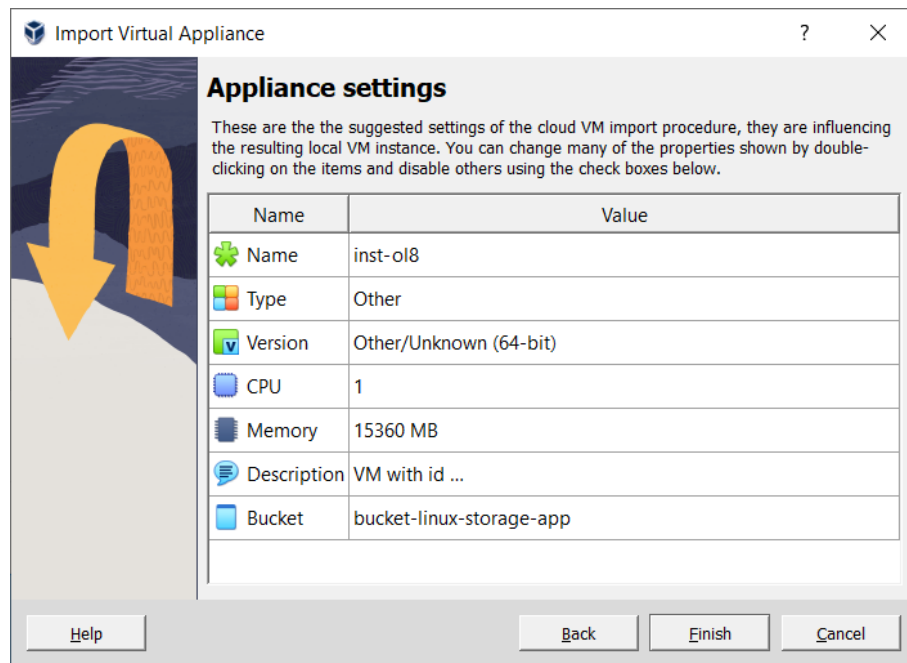 Import Virtual Appliance
?
Appliance settings
These are the the suggested settings of the cloud VM import procedure, they are influencing
the resulting local VM instance. You can change many of the properties shown by double-
clicking on the items and disable others using the check boxes below.
Name Value
Name inst-ol8
Type Other
Version Other/Unknown (64-bit)
CPU 1
Memory 15360 MB
Description VM with id ...
Bucket bucket-linux-storage-app
Help Back Finish Cancel